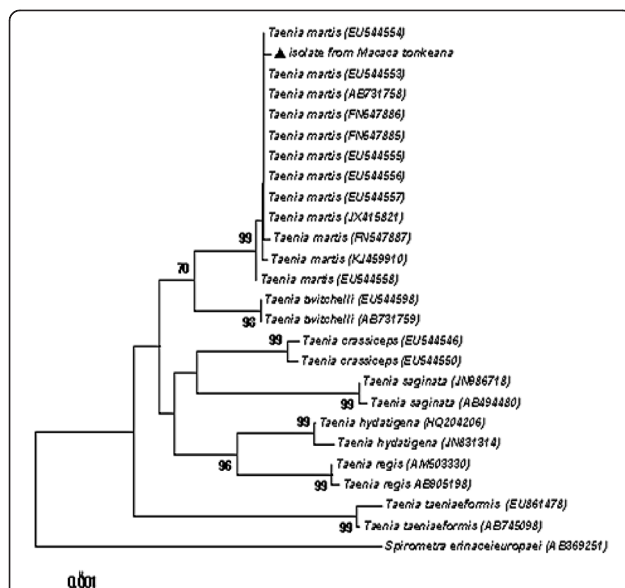 Taenia martis (EU544554)
▲ isolate from Macaca tonkeana
Taenia martis (EU544553)
Taenia martis (AB731758)
Taenia martis (FN547886)
Taenia martis (FN547885)
Taenia martis (EU544555)
Taenia martis (EU544556)
Taenia martis (EU544557)
Taenia martis (JX415821)
99 Taenia martis (FN547887)
70 Taenia martis (KJ459910)
Taenia martis (EU544558)
Taenia twitchelli (EU544598)
98 Taenia twitchelli (AB731759)
99 Taenia crassiceps (EU544546)
Taenia crassiceps (EU544550)
Taenia saginata (JN986718)
99 Taenia saginata (AB494480)
99 Taenia hydatigena (HQ204206)
Taenia hydatigena (JN831314)
96 Taenia regis (AM503330)
99 Taenia regis AB905198)
Taenia taeniaeformis (EU861478)
99 Taenia taeniaeformis (AB745098)
Spirometra erinaceieuropaei (AB369251)
0.001